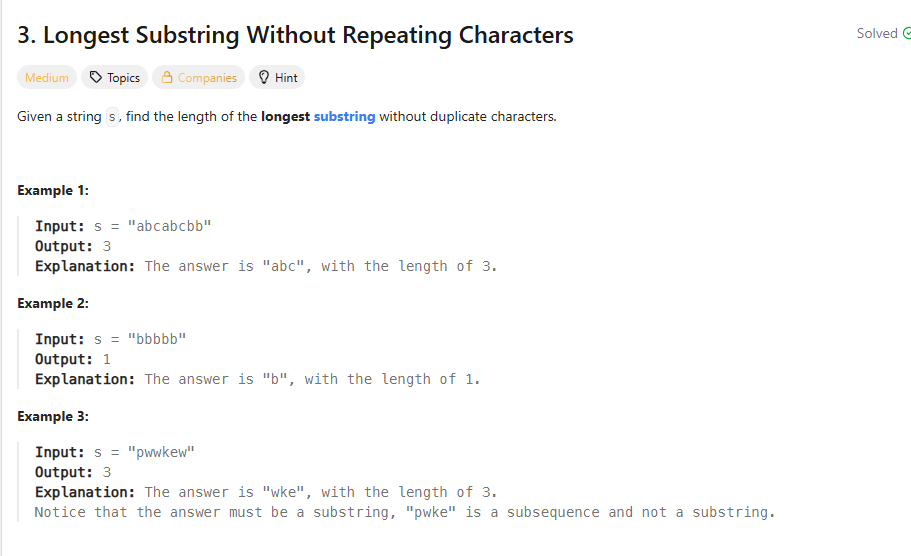 3. Longest Substring Without Repeating Characters
Solved
Medium Topics Companies Hint
Given a string s, find the length of the longest substring without duplicate characters.
Example 1:
Input: s = "abcabcbb"
Output: 3
Explanation: The answer is "abc", with the length of 3.
Example 2:
Input: s = "bbbbb"
Output: 1
Explanation: The answer is "b", with the length of 1.
Example 3:
Input: s = "pwwkew"
Output: 3
Explanation: The answer is "wke", with the length of 3.
Notice that the answer must be a substring, "pwke" is a subsequence and not a substring.